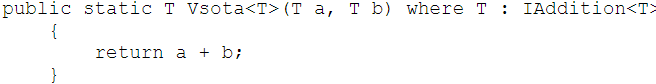 public static T Vsota<T>(T a, T b) where T : IAddition<T>
{
return a + b;
}